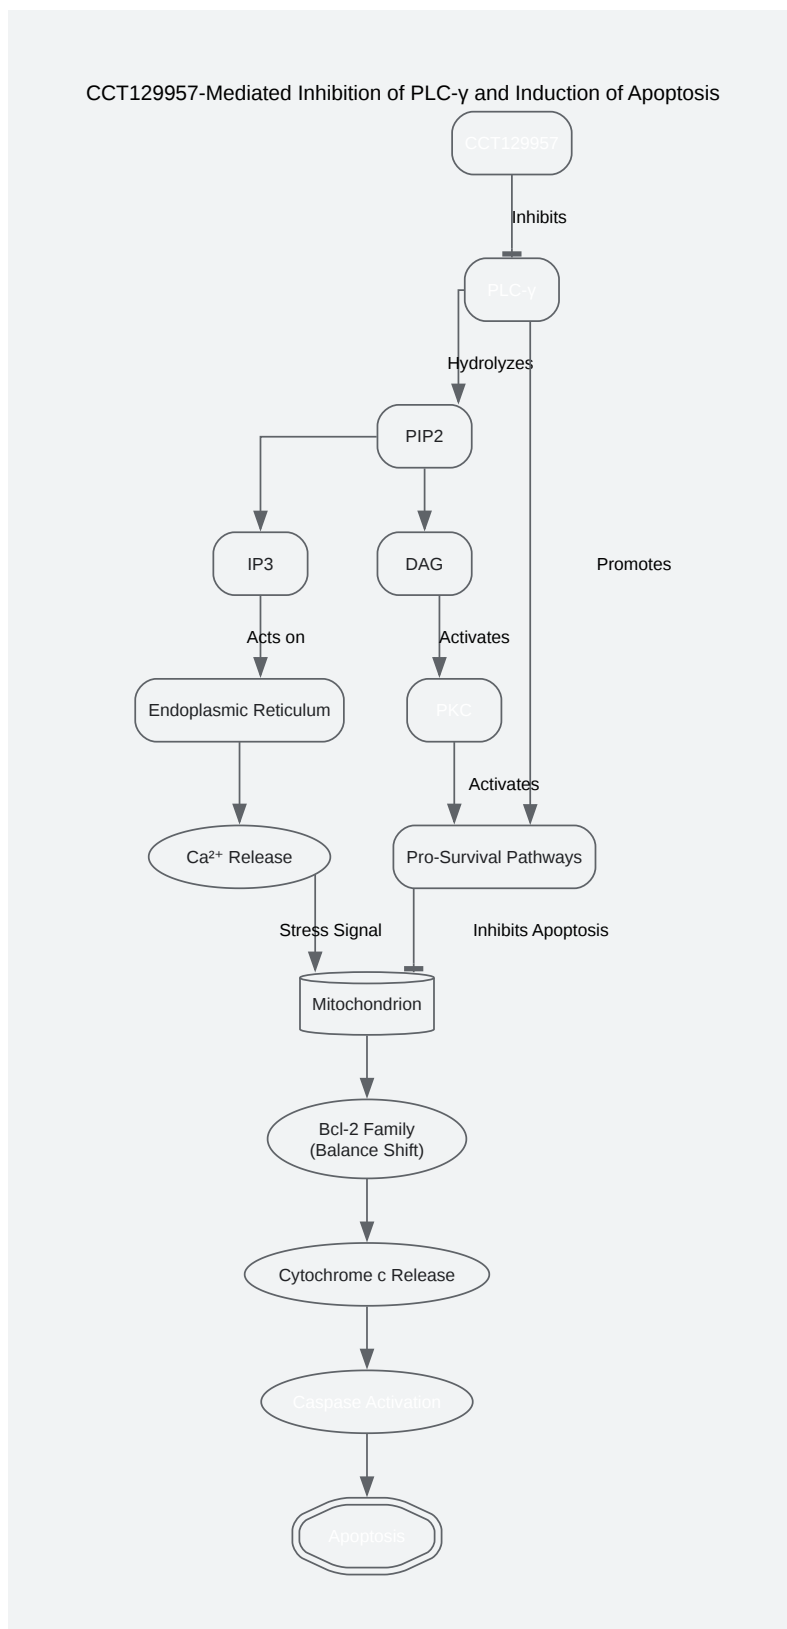 CCT129957-Mediated Inhibition of PLC-γ and Induction of Apoptosis
CCT129957
Inhibits
PLC-γ
Hydrolyzes
PIP2
IP3
DAG
Promotes
Acts on
Activates
Endoplasmic Reticulum
PKC
Activates
Ca²⁺ Release
Pro-Survival Pathways
Stress Signal
Inhibits Apoptosis
Mitochondrion
Bcl-2 Family
(Balance Shift)
Cytochrome c Release
Caspase Activation
Apoptosis